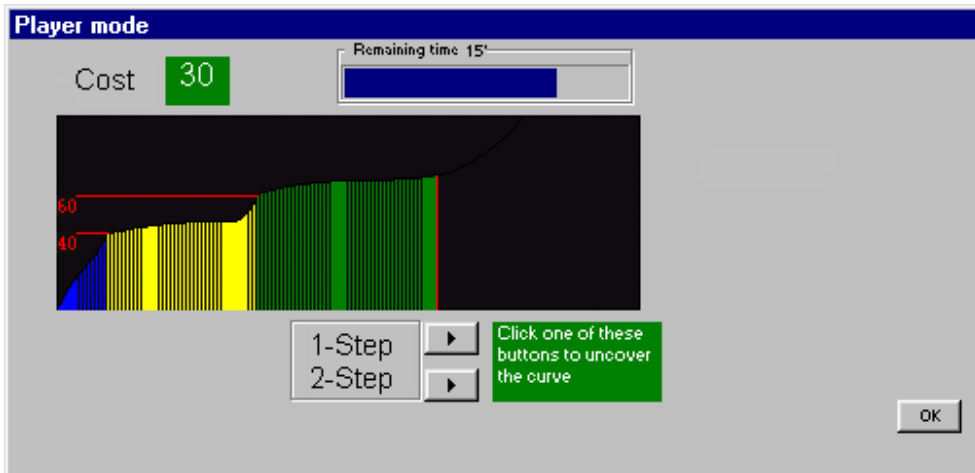 Player mode
Cost
30
Remaining time 15'
60
40
1-Step
2-Step
Click one of these
buttons to uncover
the curve
OK